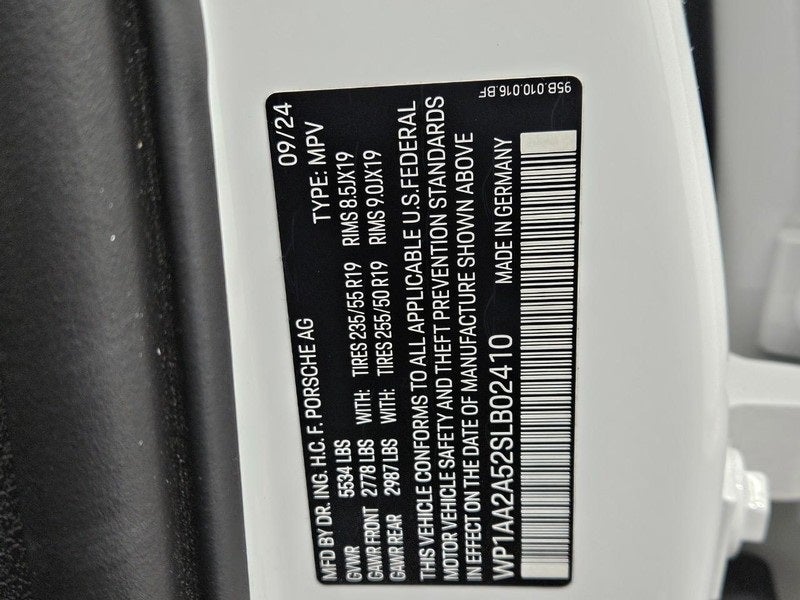 MFD BY DR. ING. H.C. F. PORSCHE AG 09/24
GVWR 5534 LBS TYPE: MPV
GAWR FRONT 2778 LBS WITH: TIRES 235/55 R19 RIMS 8.5JX19
GAWR REAR 2987 LBS WITH: TIRES 255/50 R19 RIMS 9.0JX19
THIS VEHICLE CONFORMS TO ALL APPLICABLE U.S.FEDERAL
MOTOR VEHICLE SAFETY AND THEFT PREVENTION STANDARDS
IN EFFECT ON THE DATE OF MANUFACTURE SHOWN ABOVE
WP1AA2A52SLB02410 MADE IN GERMANY
95B.010.016.BF